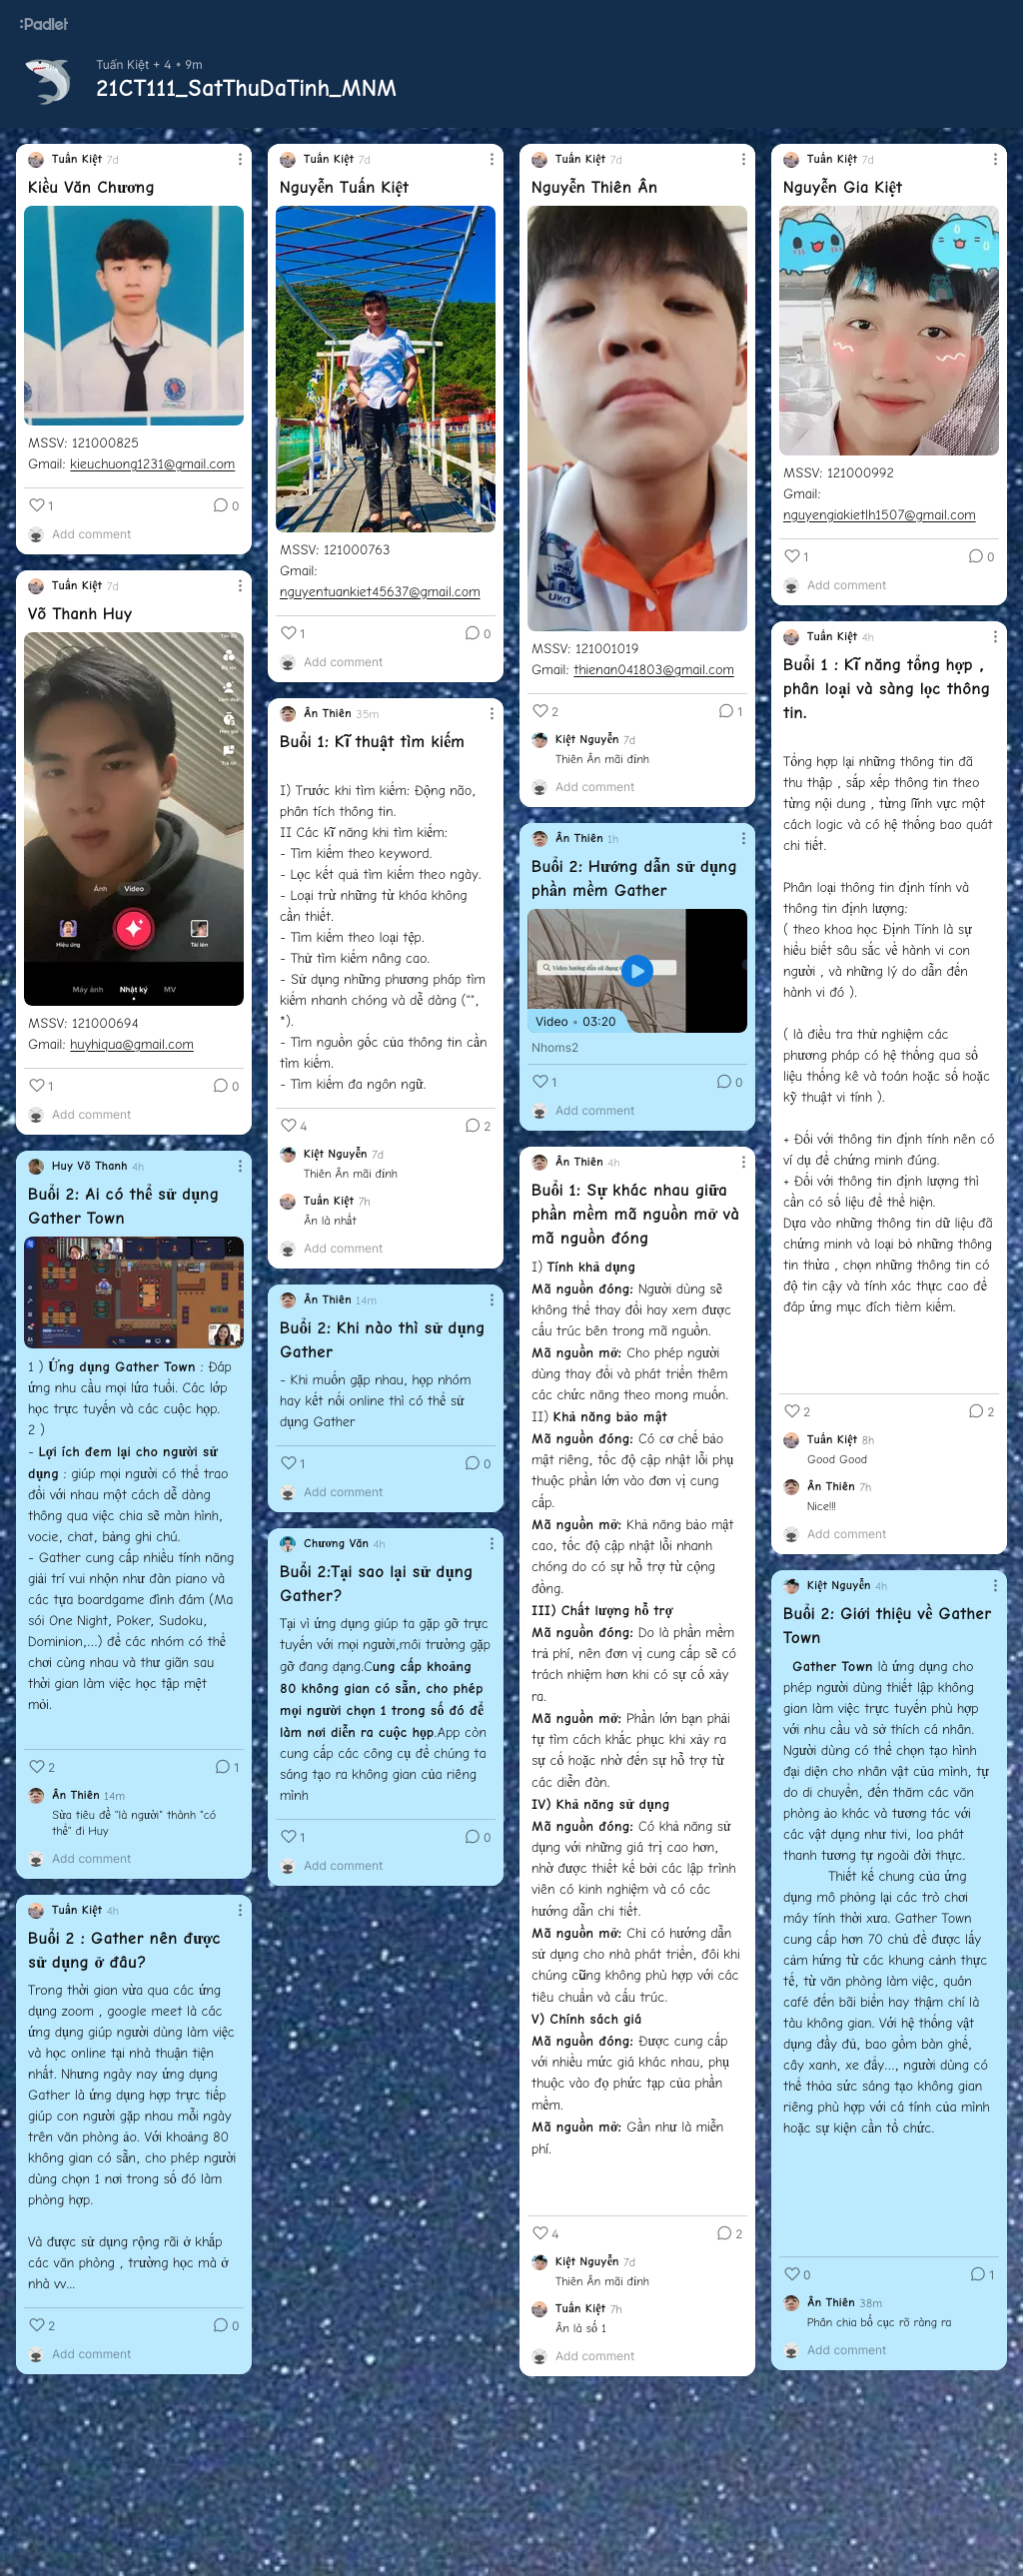 :Padlet
Tuấn Kiệt + 4 • 9m
21CT111_SatThuDaTinh_MNM
Tuấn Kiệt 7d
Kiều Văn Chương
MSSV: 121000825
Gmail: kieuchuong1231@gmail.com
1 0
Add comment
Tuấn Kiệt 7d
Võ Thanh Huy
Ảnh Video
Hiệu ứng Tải lên
Máy ảnh Nhật ký MV
MSSV: 121000694
Gmail: huyhiqua@gmail.com
1 0
Add comment
Huy Võ Thanh 4h
Buổi 2: Ai có thể sử dụng
Gather Town
1 ) Ứng dụng Gather Town : Đáp
ứng nhu cầu mọi lứa tuổi. Các lớp
học trực tuyến và các cuộc họp.
2 )
- Lợi ích đem lại cho người sử
dụng : giúp mọi người có thể trao
đổi với nhau một cách dễ dàng
thông qua việc chia sẽ màn hình,
vocie, chat, bảng ghi chú.
- Gather cung cấp nhiều tính năng
giải trí vui nhộn như đàn piano và
các tựa boardgame đình đám (Ma
sói One Night, Poker, Sudoku,
Dominion,...) để các nhóm có thể
chơi cùng nhau và thư giãn sau
thời gian làm việc học tập mệt
mỏi.
2 1
Ân Thiên 14m
Sửa tiêu đề "là người" thành "có
thể" đi Huy
Add comment
Tuấn Kiệt 4h
Buổi 2 : Gather nên được
sử dụng ở đâu?
Trong thời gian vừa qua các ứng
dụng zoom , google meet là các
ứng dụng giúp người dùng làm việc
và học online tại nhà thuận tiện
nhất. Nhưng ngày nay ứng dụng
Gather là ứng dụng hợp trực tiếp
giúp con người gặp nhau mỗi ngày
trên văn phòng ảo. Với khoảng 80
không gian có sẵn, cho phép người
dùng chọn 1 nơi trong số đó làm
phòng họp.
Và được sử dụng rộng rãi ở khắp
các văn phòng , trường học mà ở
nhà vv...
2 0
Add comment
Tuấn Kiệt 7d
Nguyễn Tuấn Kiệt
MSSV: 121000763
Gmail:
nguyentuankiet45637@gmail.com
1 0
Add comment
Ân Thiên 35m
Buổi 1: Kĩ thuật tìm kiếm
I) Trước khi tìm kiếm: Động não,
phân tích thông tin.
II Các kĩ năng khi tìm kiếm:
- Tìm kiếm theo keyword.
- Lọc kết quả tìm kiếm theo ngày.
- Loại trừ những từ khóa không
cần thiết.
- Tìm kiếm theo loại tệp.
- Thử tìm kiếm nâng cao.
- Sử dụng những phương pháp tìm
kiếm nhanh chóng và dễ dàng ("",
*).
- Tìm nguồn gốc của thông tin cần
tìm kiếm.
- Tìm kiếm đa ngôn ngữ.
4 2
Kiệt Nguyễn 7d
Thiên Ân mãi đỉnh
Tuấn Kiệt 7h
Ân là nhất
Add comment
Ân Thiên 14m
Buổi 2: Khi nào thì sử dụng
Gather
- Khi muốn gặp nhau, họp nhóm
hay kết nối online thì có thể sử
dụng Gather
1 0
Add comment
Chương Văn 4h
Buổi 2:Tại sao lại sử dụng
Gather?
Tại vì ứng dụng giúp ta gặp gỡ trực
tuyến với mọi người,môi trường gặp
gỡ đang dạng.Cung cấp khoảng
80 không gian có sẵn, cho phép
mọi người chọn 1 trong số đó để
làm nơi diễn ra cuộc họp.App còn
cung cấp các công cụ để chúng ta
sáng tạo ra không gian của riêng
mình
1 0
Add comment
Tuấn Kiệt 7d
Nguyễn Thiên Ân
MSSV: 121001019
Gmail: thienan041803@gmail.com
2 1
Kiệt Nguyễn 7d
Thiên Ân mãi đỉnh
Add comment
Ân Thiên 1h
Buổi 2: Hướng dẫn sử dụng
phần mềm Gather
Video hướng dẫn sử dụng
Video • 03:20
Nhoms2
1 0
Add comment
Ân Thiên 4h
Buổi 1: Sự khác nhau giữa
phần mềm mã nguồn mở và
mã nguồn đóng
I) Tính khả dụng
Mã nguồn đóng: Người dùng sẽ
không thể thay đổi hay xem được
cấu trúc bên trong mã nguồn.
Mã nguồn mở: Cho phép người
dùng thay đổi và phát triển thêm
các chức năng theo mong muốn.
II) Khả năng bảo mật
Mã nguồn đóng: Có cơ chế bảo
mật riêng, tốc độ cập nhật lỗi phụ
thuộc phần lớn vào đơn vị cung
cấp.
Mã nguồn mở: Khả năng bảo mật
cao, tốc độ cập nhật lỗi nhanh
chóng do có sự hỗ trợ từ cộng
đồng.
III) Chất lượng hỗ trợ
Mã nguồn đóng: Do là phần mềm
trả phí, nên đơn vị cung cấp sẽ có
trách nhiệm hơn khi có sự cố xảy
ra.
Mã nguồn mở: Phần lớn bạn phải
tự tìm cách khắc phục khi xảy ra
sự cố hoặc nhờ đến sự hỗ trợ từ
các diễn đàn.
IV) Khả năng sử dụng
Mã nguồn đóng: Có khả năng sử
dụng với những giá trị cao hơn,
nhờ được thiết kế bởi các lập trình
viên có kinh nghiệm và có các
hướng dẫn chi tiết.
Mã nguồn mở: Chỉ có hướng dẫn
sử dụng cho nhà phát triển, đôi khi
chúng cũng không phù hợp với các
tiêu chuẩn và cấu trúc.
V) Chính sách giá
Mã nguồn đóng: Được cung cấp
với nhiều mức giá khác nhau, phụ
thuộc vào đọ phức tạp của phần
mềm.
Mã nguồn mở: Gần như là miễn
phí.
4 2
Kiệt Nguyễn 7d
Thiên Ân mãi đỉnh
Tuấn Kiệt 7h
Ân là số 1
Add comment
Tuấn Kiệt 7d
Nguyễn Gia Kiệt
MSSV: 121000992
Gmail:
nguyengiakietlh1507@gmail.com
1 0
Add comment
Tuấn Kiệt 4h
Buổi 1 : Kĩ năng tổng hợp ,
phân loại và sàng lọc thông
tin.
Tổng hợp lại những thông tin đã
thu thập , sắp xếp thông tin theo
từng nội dung , từng lĩnh vực một
cách logic và có hệ thống bao quát
chi tiết.
Phân loại thông tin định tính và
thông tin định lượng:
( theo khoa học Định Tính là sự
hiểu biết sâu sắc về hành vi con
người , và những lý do dẫn đến
hành vi đó ).
( là điều tra thử nghiệm các
phương pháp có hệ thống qua số
liệu thống kê và toán hoặc số hoặc
kỹ thuật vi tính ).
+ Đối với thông tin định tính nên có
ví dụ để chứng minh đúng.
+ Đối với thông tin định lượng thì
cần có số liệu để thể hiện.
Dựa vào những thông tin dữ liệu đã
chứng minh và loại bỏ những thông
tin thừa , chọn những thông tin có
độ tin cậy và tính xác thực cao để
đáp ứng mục đích tièm kiếm.
2 2
Tuấn Kiệt 8h
Good Good
Ân Thiên 7h
Nice!!!
Add comment
Kiệt Nguyễn 4h
Buổi 2: Giới thiệu về Gather
Town
Gather Town là ứng dụng cho
phép người dùng thiết lập không
gian làm việc trực tuyến phù hợp
với nhu cầu và sở thích cá nhân.
Người dùng có thể chọn tạo hình
đại diện cho nhân vật của mình, tự
do di chuyển, đến thăm các văn
phòng ảo khác và tương tác với
các vật dụng như tivi, loa phát
thanh tương tự ngoài đời thực.
Thiết kế chung của ứng
dụng mô phỏng lại các trò chơi
máy tính thời xưa. Gather Town
cung cấp hơn 70 chủ đề được lấy
cảm hứng từ các khung cảnh thực
tế, từ văn phòng làm việc, quán
café đến bãi biển hay thậm chí là
tàu không gian. Với hệ thống vật
dụng đầy đủ, bao gồm bàn ghế,
cây xanh, xe đẩy..., người dùng có
thể thỏa sức sáng tạo không gian
riêng phù hợp với cá tính của mình
hoặc sự kiện cần tổ chức.
0 1
Ân Thiên 38m
Phân chia bố cục rõ ràng ra
Add comment